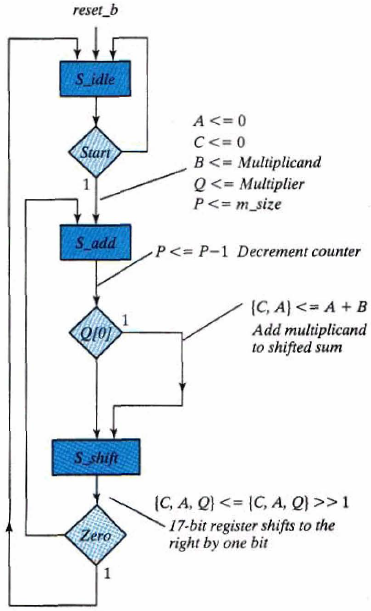 reset_b
S_idle
Start
1
A <= 0
C <= 0
B <= Multiplicand
Q <= Multiplier
P <= m_size
S_add
P <= P−1 Decrement counter
Q[0]
1
{C, A} <= A + B
Add multiplicand
to shifted sum
S_shift
{C, A, Q} <= {C, A, Q} >> 1
17-bit register shifts to the
right by one bit
Zero
1